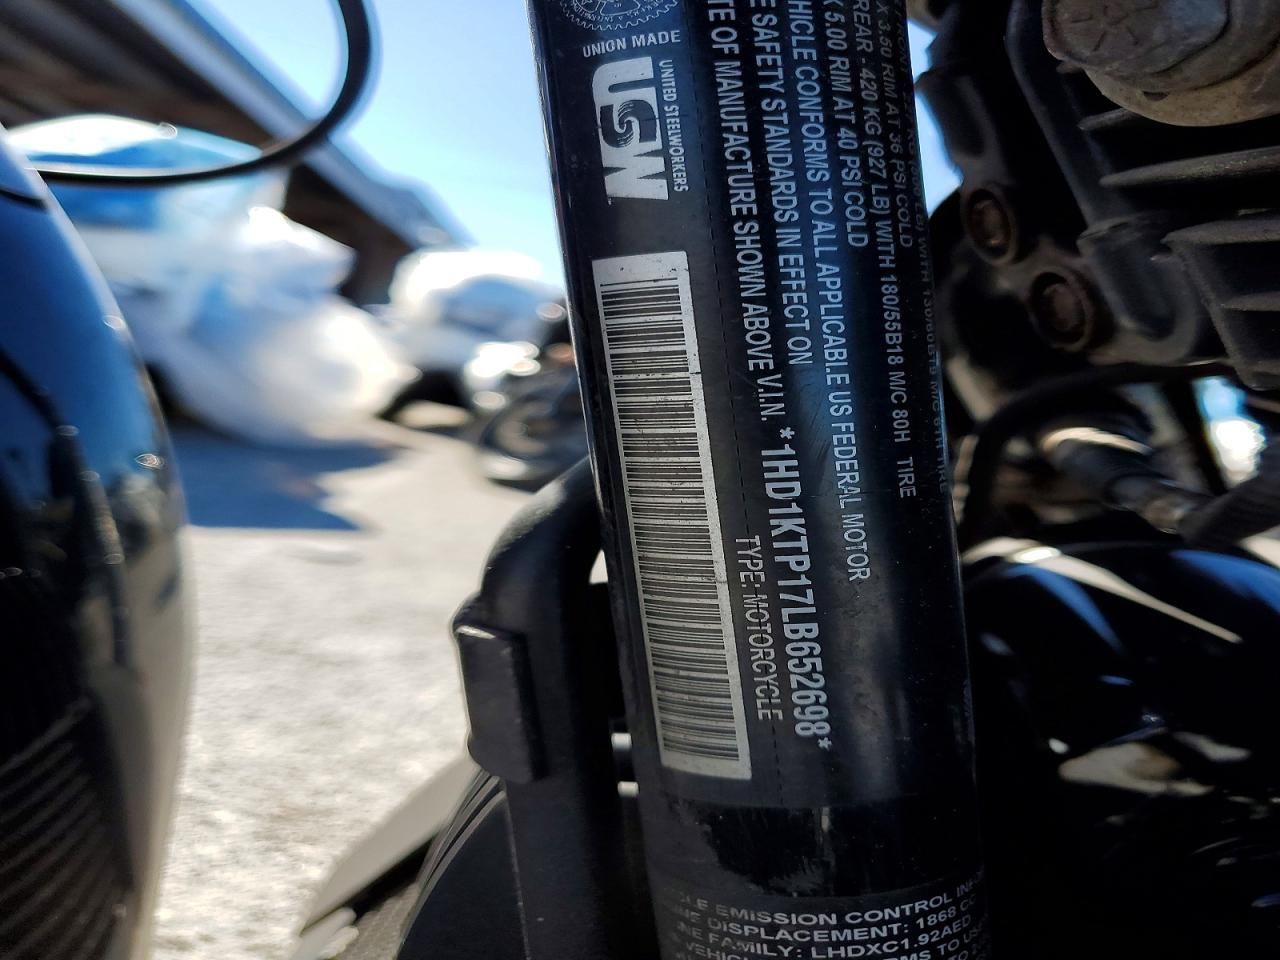 X 3.50 RIM AT 36 PSI COLD
REAR - 420 KG (927 LB) WITH 180/55B18 M/C 80H TIRE
X 5.00 RIM AT 40 PSI COLD
VEHICLE CONFORMS TO ALL APPLICABLE US FEDERAL MOTOR
SAFETY STANDARDS IN EFFECT ON
OF MANUFACTURE SHOWN ABOVE V.I.N. *1HD1KTP17LB652698*
TYPE: MOTORCYCLE
UNION MADE
USW
UNITED STEELWORKERS
EMISSION CONTROL
DISPLACEMENT: 1868 CC
FAMILY: LHDXC1.92AED